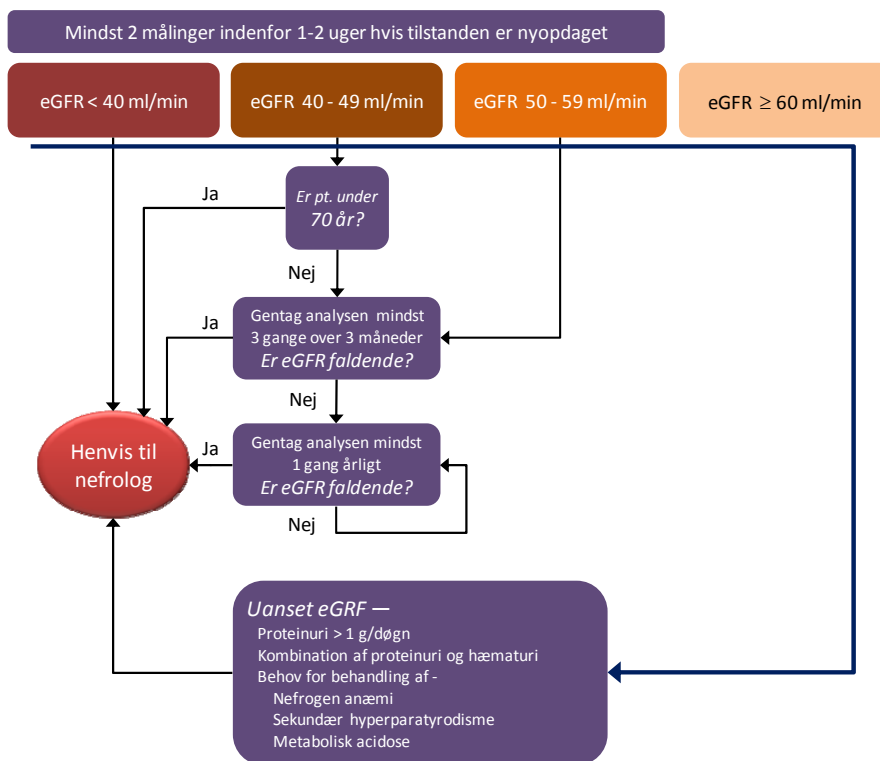 Mindst 2 målinger indenfor 1-2 uger hvis tilstanden er nyopdaget
eGFR < 40 ml/min
eGFR 40 - 49 ml/min
eGFR 50 - 59 ml/min
eGFR ≥ 60 ml/min
Ja
Er pt. under
70 år?
Nej
Ja
Gentag analysen mindst
3 gange over 3 måneder
Er eGFR faldende?
Nej
Henvis til
nefrolog
Ja
Gentag analysen mindst
1 gang årligt
Er eGFR faldende?
Nej
Uanset eGRF —
Proteinuri > 1 g/døgn
Kombination af proteinuri og hæmaturi
Behov for behandling af -
Nefrogen anæmi
Sekundær hyperparatyrodisme
Metabolisk acidose